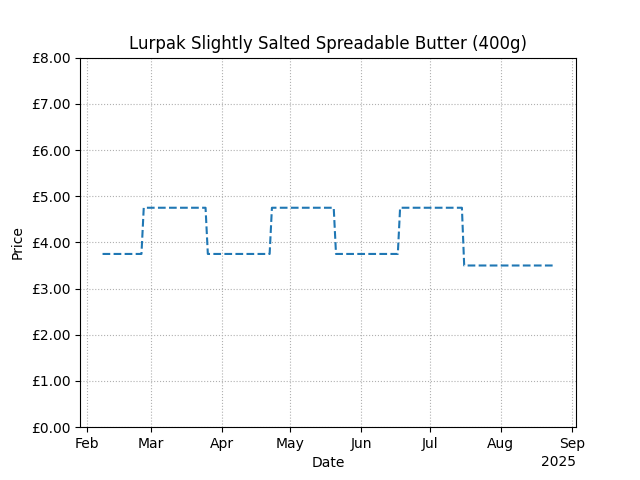 Lurpak Slightly Salted Spreadable Butter (400g)
£8.00
£7.00
£6.00
£5.00
£4.00
£3.00
£2.00
£1.00
£0.00
Price
Feb Mar Apr May Jun Jul Aug Sep
Date
2025